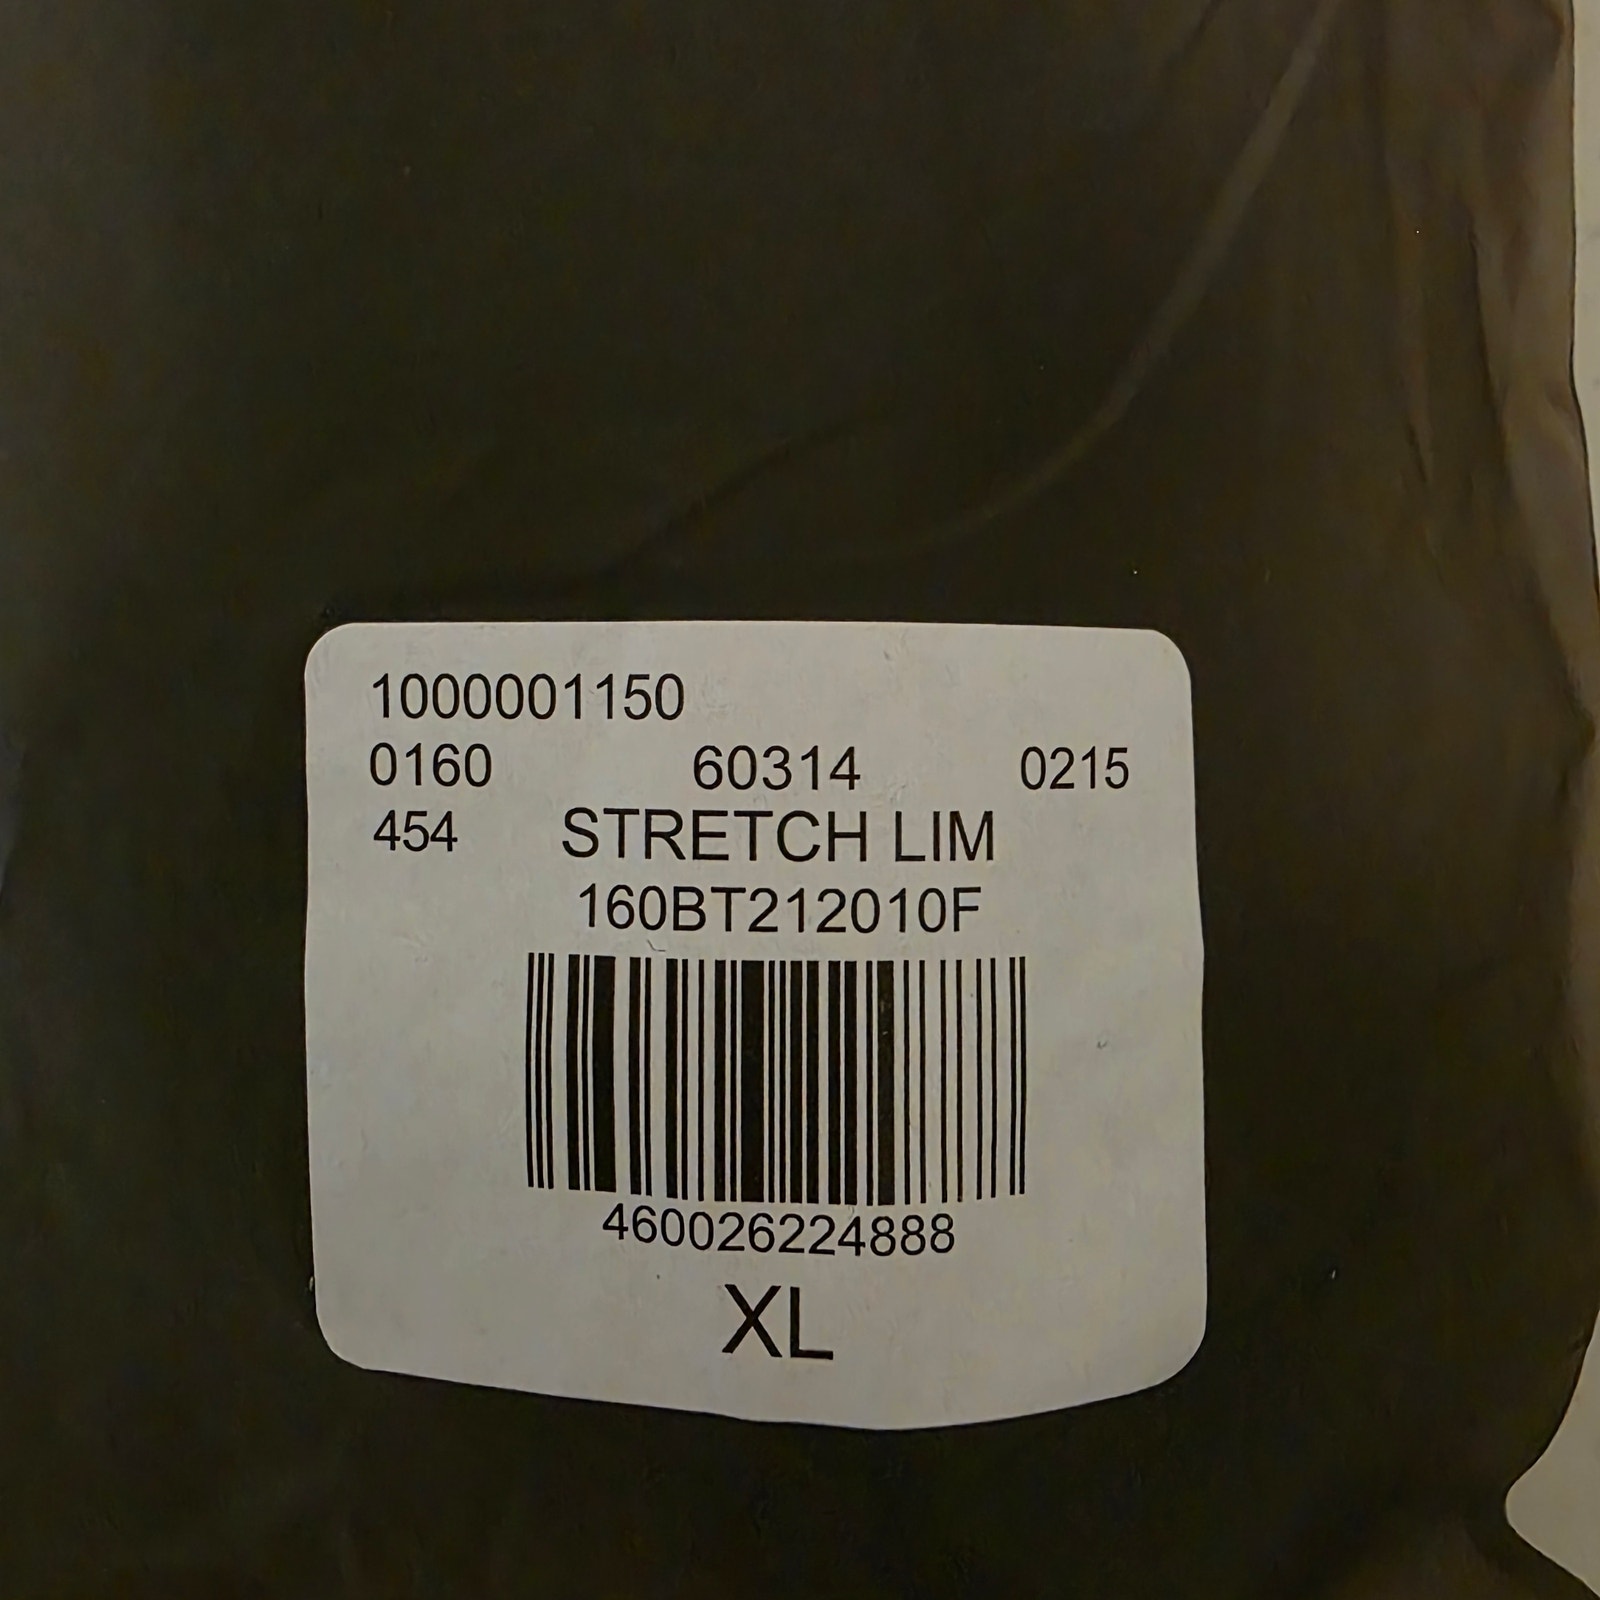 1000001150
0160 60314 0215
454 STRETCH LIM
160BT212010F
460026224888
XL